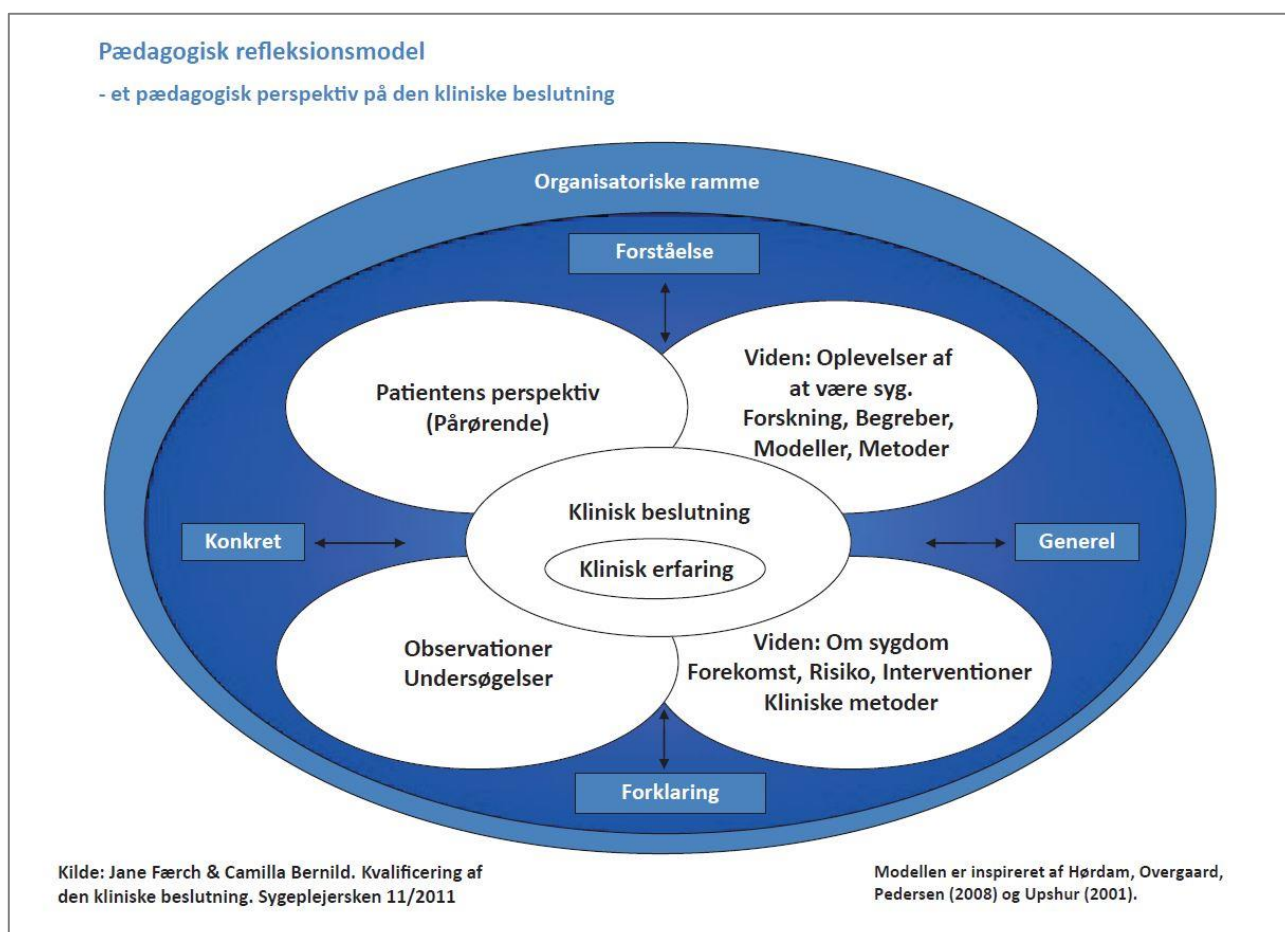 Pædagogisk refleksionsmodel
- et pædagogisk perspektiv på den kliniske beslutning
Organisatoriske ramme
Forståelse
Patientens perspektiv
(Pårørende)
Viden: Oplevelser af
at være syg.
Forskning, Begreber,
Modeller, Metoder
Klinisk beslutning
Klinisk erfaring
Konkret
Generel
Observationer
Undersøgelser
Viden: Om sygdom
Forekomst, Risiko, Interventioner
Kliniske metoder
Forklaring
Kilde: Jane Færch & Camilla Bernild. Kvalificering af
den kliniske beslutning. Sygeplejersken 11/2011
Modellen er inspireret af Hørdam, Overgaard,
Pedersen (2008) og Upshur (2001).